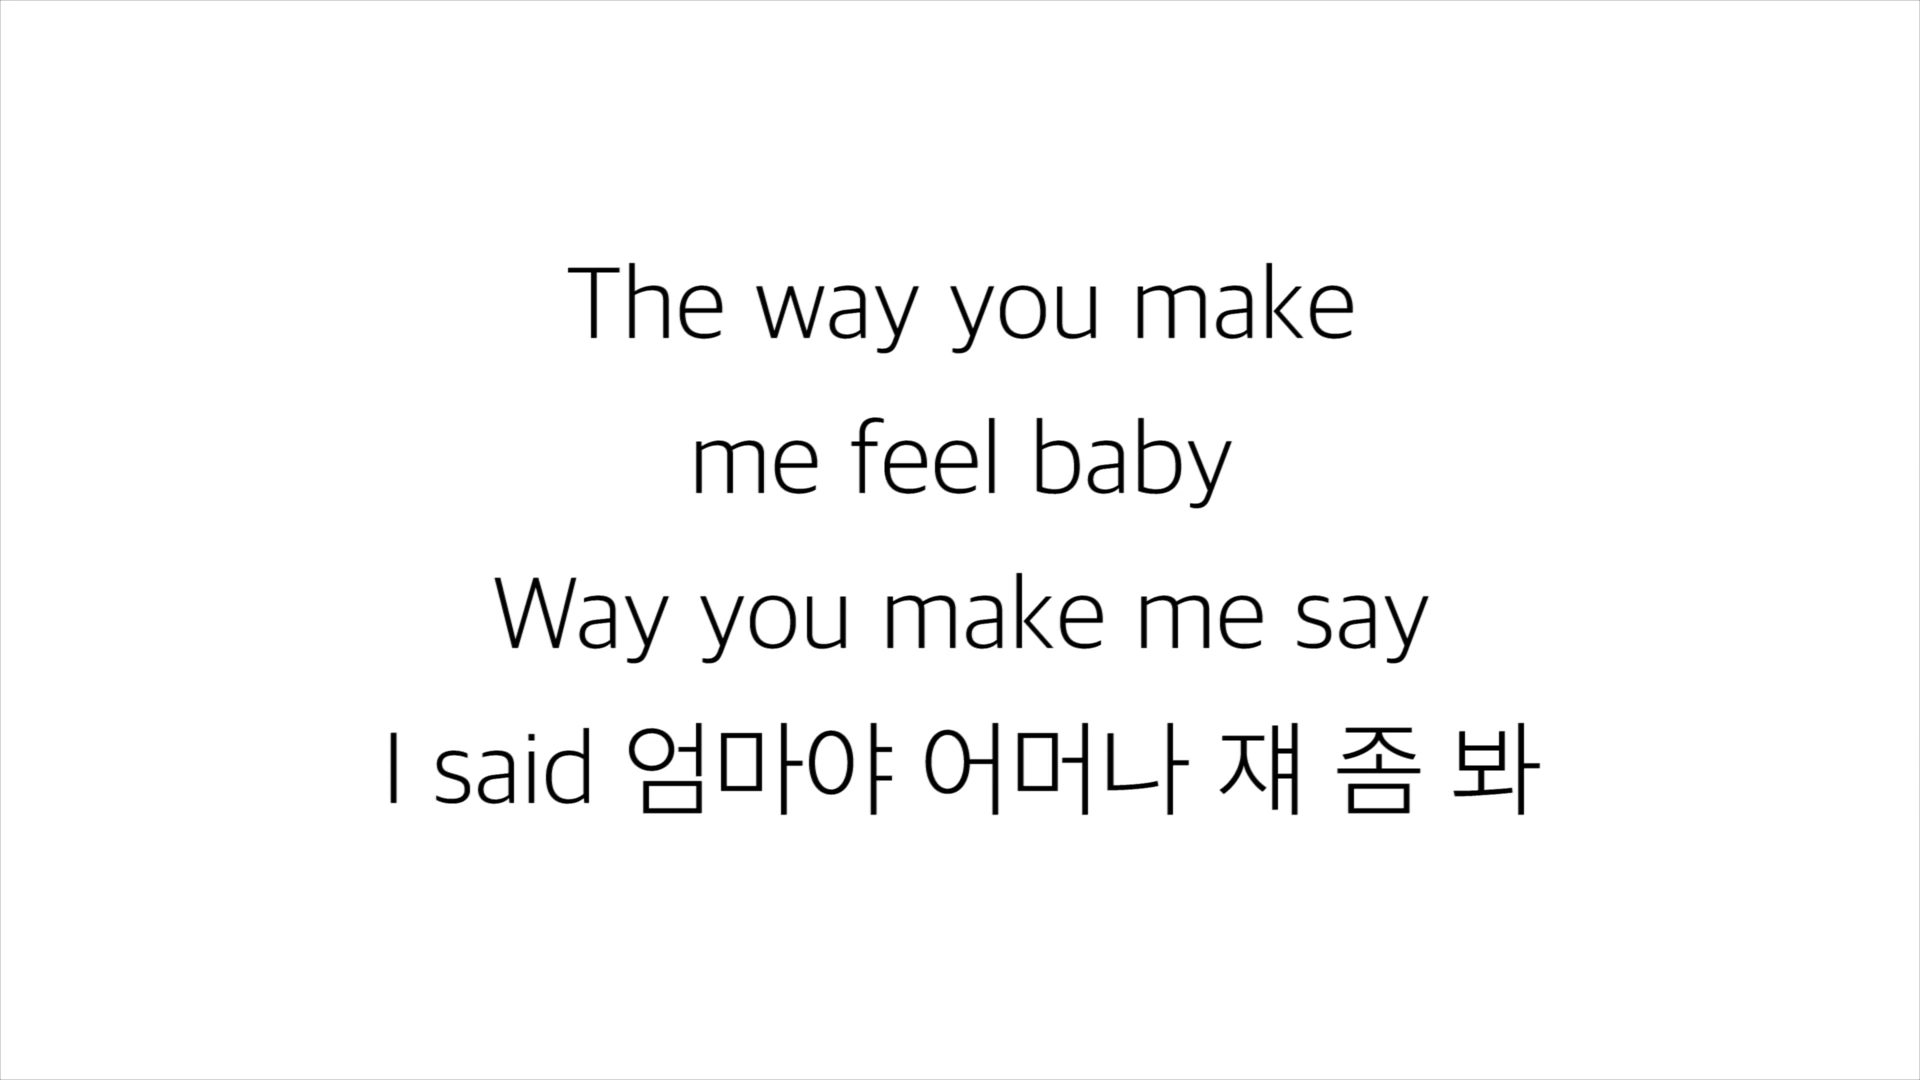 The way you make
me feel baby
Way you make me say
I said 엄마야 어머나 쟤 좀 봐